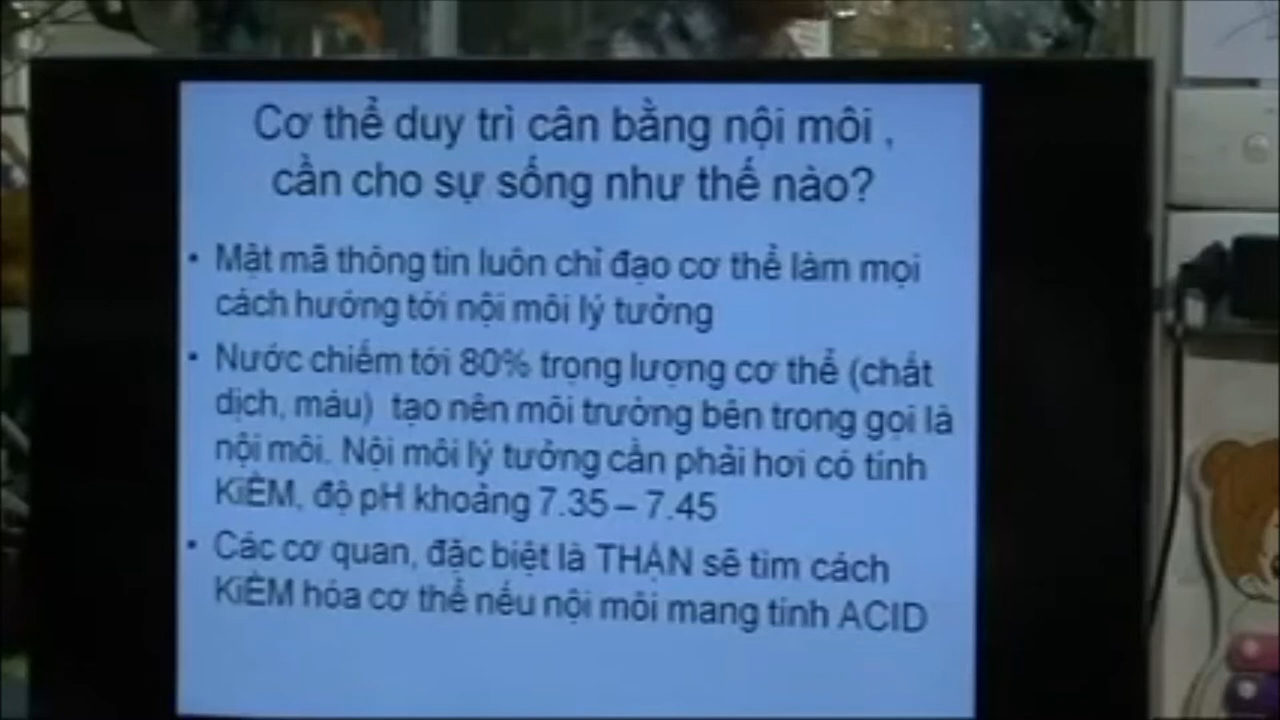 Cơ thể duy trì cân bằng nội môi ,
cần cho sự sống như thế nào?
• Mật mã thông tin luôn chỉ đạo cơ thể làm mọi
cách hướng tới nội môi lý tưởng
• Nước chiếm tới 80% trọng lượng cơ thể (chất
dịch, máu) tạo nên môi trường bên trong gọi là
nội môi. Nội môi lý tưởng cần phải hơi có tính
KiỀM, độ pH khoảng 7.35 – 7.45
• Các cơ quan, đặc biệt là THẬN sẽ tìm cách
KiỀM hóa cơ thể nếu nội môi mang tính ACID